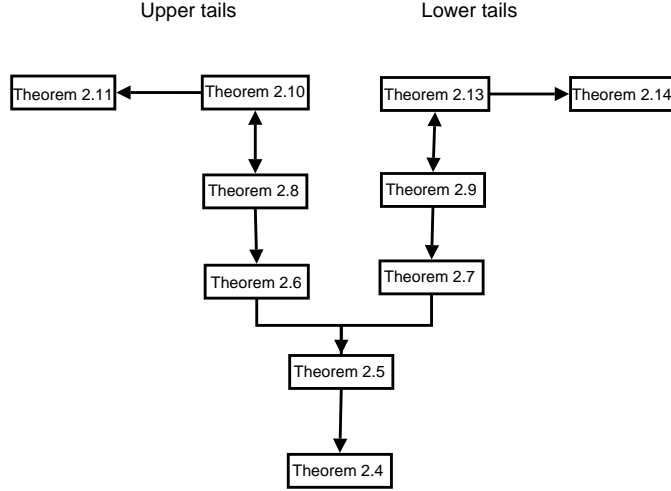 Upper tails
Lower tails
Theorem 2.11
Theorem 2.10
Theorem 2.13
Theorem 2.14
Theorem 2.8
Theorem 2.9
Theorem 2.6
Theorem 2.7
Theorem 2.5
Theorem 2.4